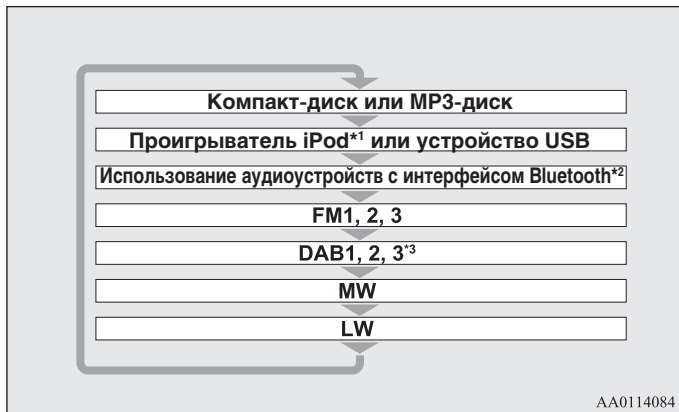 Компакт-диск или MP3-диск
Проигрыватель iPod*1 или устройство USB
Использование аудиоустройств с интерфейсом Bluetooth*2
FM1, 2, 3
DAB1, 2, 3*3
MW
LW
AA0114084